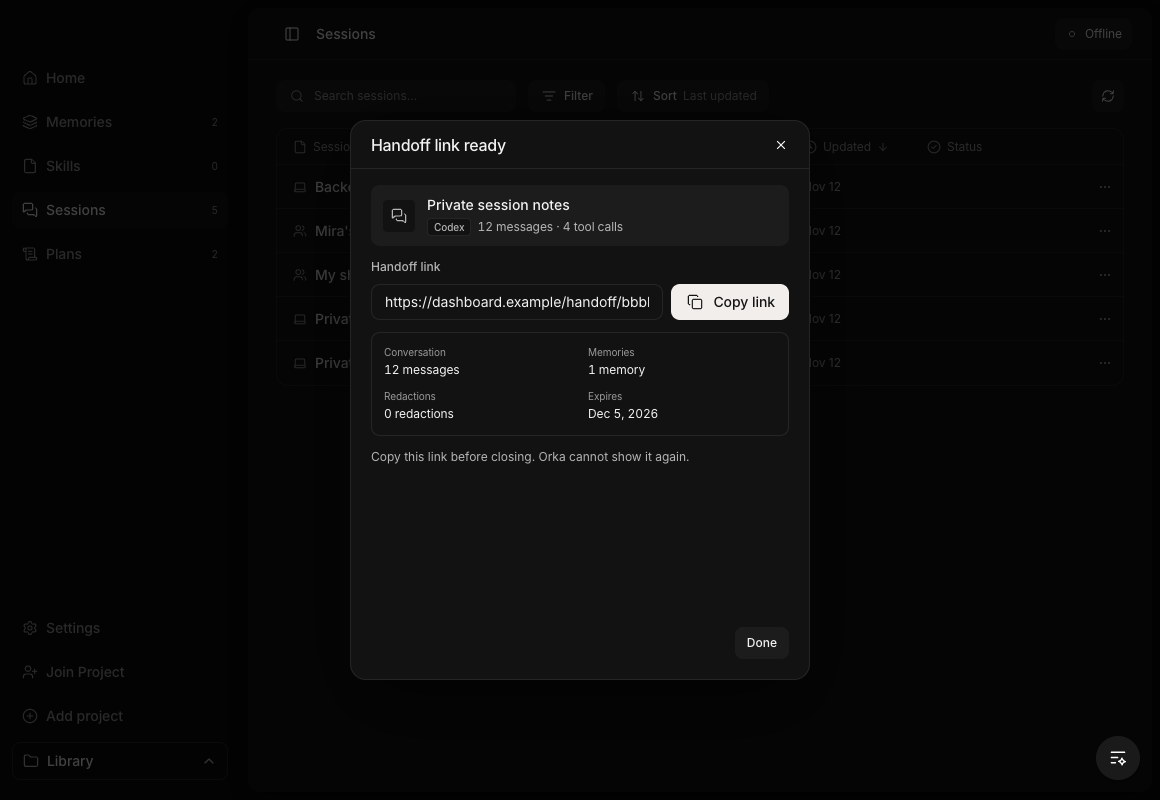 Sessions
Offline
Home
Memories 2
Skills 0
Sessions 5
Plans 2
Search sessions...
Filter
Sort Last updated
Updated
Status
Handoff link ready
Private session notes
Codex 12 messages · 4 tool calls
Handoff link
https://dashboard.example/handoff/bbb
Copy link
Conversation
12 messages
Memories
1 memory
Redactions
0 redactions
Expires
Dec 5, 2026
Copy this link before closing. Orka cannot show it again.
Done
Settings
Join Project
Add project
Library